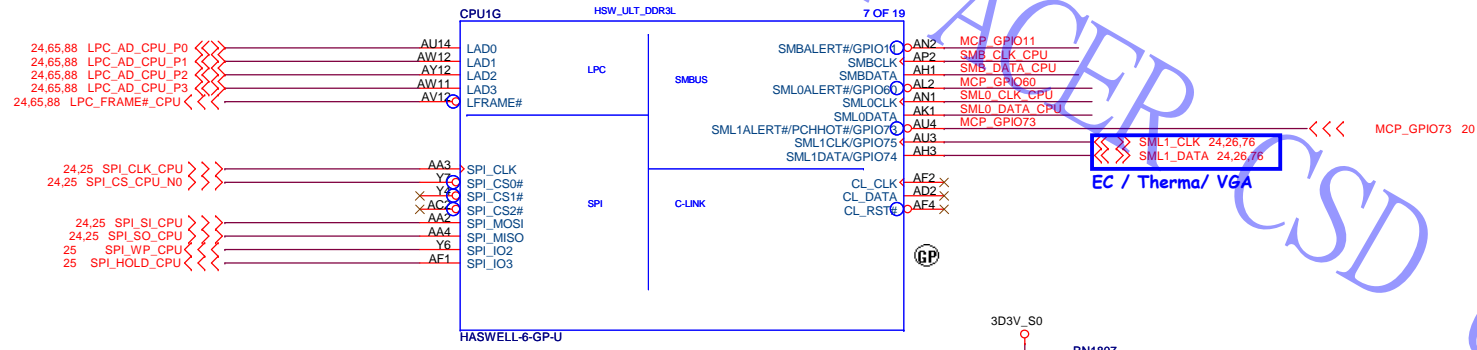 CPU1G HSW_ULT_DDR3L 7 OF 19
24,65,88 LPC_AD_CPU_P0 AU14 LAD0 SMBALERT#/GPIO11 AN2 MCP_GPIO11
24,65,88 LPC_AD_CPU_P1 AW12 LAD1 SMBCLK AP2 SMB_CLK_CPU
24,65,88 LPC_AD_CPU_P2 AY12 LAD2 LPC SMBUS SMBDATA AH1 SMB_DATA_CPU
24,65,88 LPC_AD_CPU_P3 AW11 LAD3 SML0ALERT#/GPIO60 AL2 MCP_GPIO60
24,65,88 LPC_FRAME#_CPU AV12 LFRAME# SML0CLK AN1 SML0_CLK_CPU
SML0DATA AK1 SML0_DATA_CPU
SML1ALERT#/PCHHOT#/GPIO73 AU4 MCP_GPIO73 MCP_GPIO73 20
SML1CLK/GPIO75 AU3 SML1_CLK 24,26,76
SML1DATA/GPIO74 AH3 SML1_DATA 24,26,76
EC / Therma/ VGA
24,25 SPI_CLK_CPU AA3 SPI_CLK
24,25 SPI_CS_CPU_N0 Y7 SPI_CS0# CL_CLK AF2
Y4 SPI_CS1# CL_DATA AD2
AC2 SPI_CS2# SPI C-LINK CL_RST# AF4
24,25 SPI_SI_CPU AA2 SPI_MOSI
24,25 SPI_SO_CPU AA4 SPI_MISO
25 SPI_WP_CPU Y6 SPI_IO2
25 SPI_HOLD_CPU AF1 SPI_IO3
GP
HASWELL-6-GP-U
3D3V_S0
ACER CSD